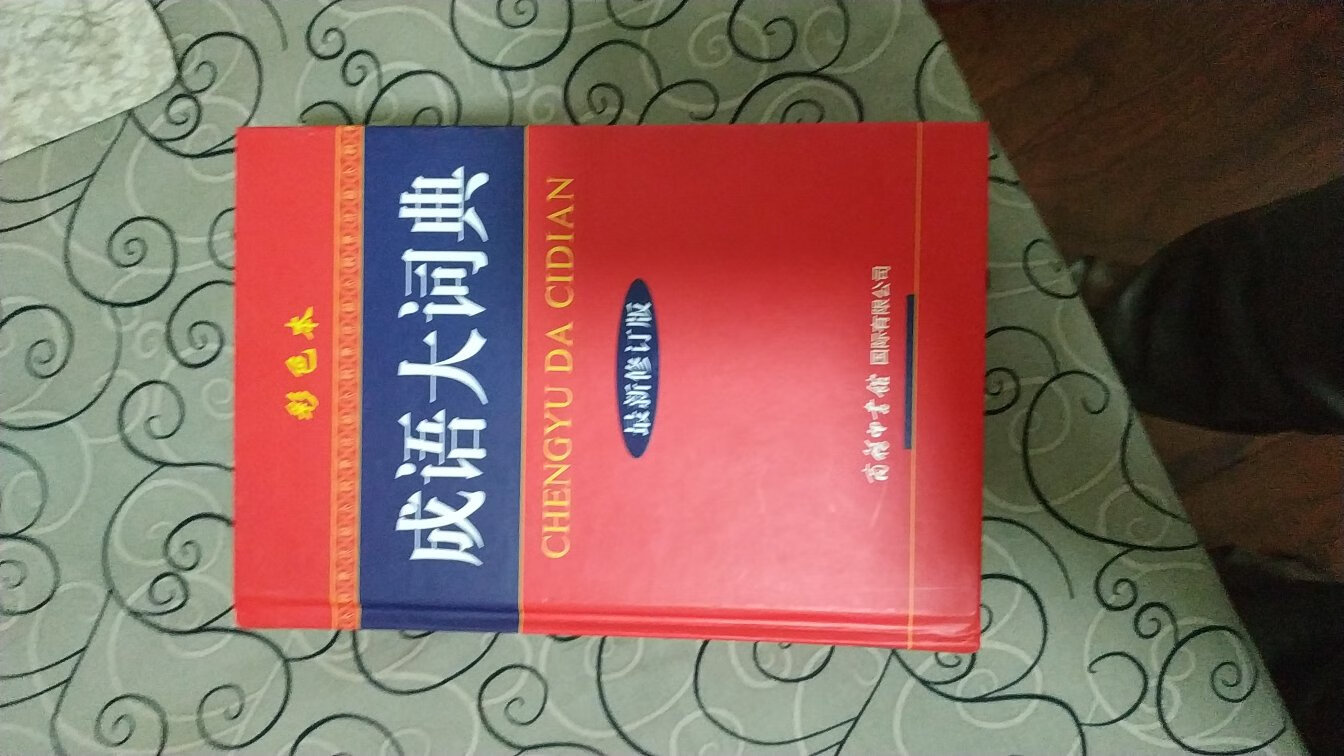 彩色本
成语大词典
CHENGYU DA CIDIAN
最新修订版
商务印书馆 国际有限公司